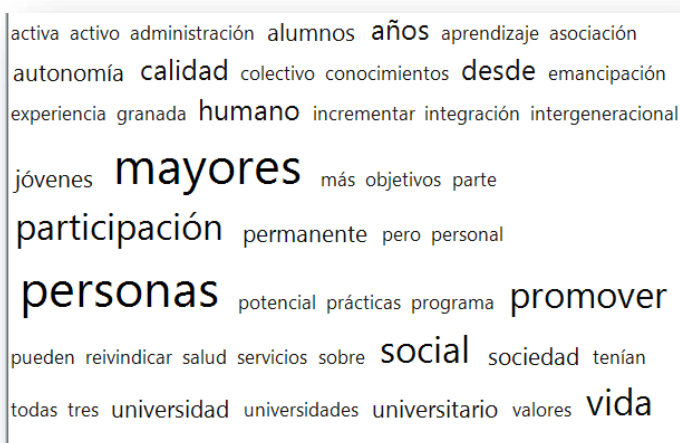 activa activo administración alumnos años aprendizaje asociación
autonomía calidad colectivo conocimientos desde emancipación
experiencia granada humano incrementar integración intergeneracional
jóvenes mayores más objetivos parte
participación permanente pero personal
personas potencial prácticas programa promover
pueden reivindicar salud servicios sobre social sociedad tenían
todas tres universidad universidades universitario valores vida